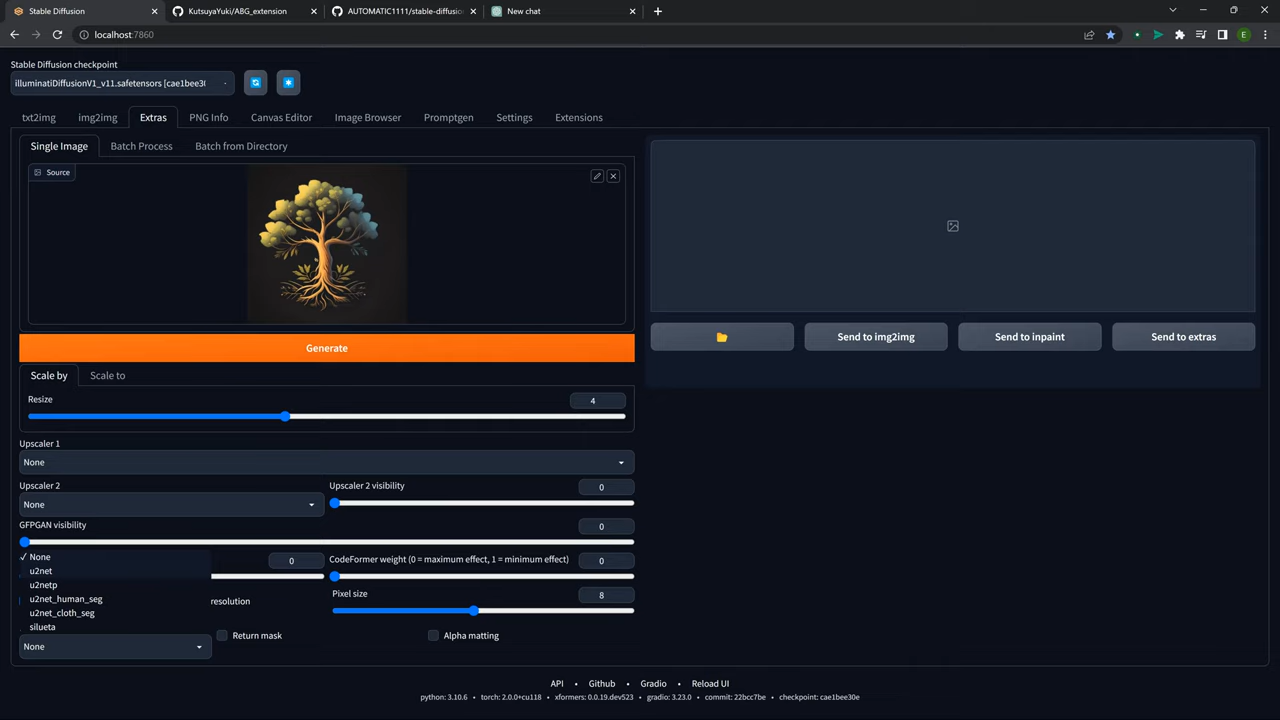 Stable Diffusion
KutsuyaYuki/ABG_extension
AUTOMATIC1111/stable-diffusio
New chat
localhost:7860
E
Stable Diffusion checkpoint
illuminatiDiffusionV1_v11.safetensors [cae1bee30
txt2img
img2img
Extras
PNG Info
Canvas Editor
Image Browser
Promptgen
Settings
Extensions
Single Image
Batch Process
Batch from Directory
Source
Generate
Send to img2img
Send to inpaint
Send to extras
Scale by
Scale to
Resize
4
Upscaler 1
None
Upscaler 2
Upscaler 2 visibility
0
None
GFPGAN visibility
0
None
0
CodeFormer weight (0 = maximum effect, 1 = minimum effect)
0
u2net
u2netp
u2net_human_seg
u2net_cloth_seg
silueta
resolution
Pixel size
8
None
Return mask
Alpha matting
API • Github • Gradio • Reload UI
python: 3.10.6 • torch: 2.0.0+cu118 • xformers: 0.0.19.dev523 • gradio: 3.23.0 • commit: 22bcc7be • checkpoint: cae1bee30e